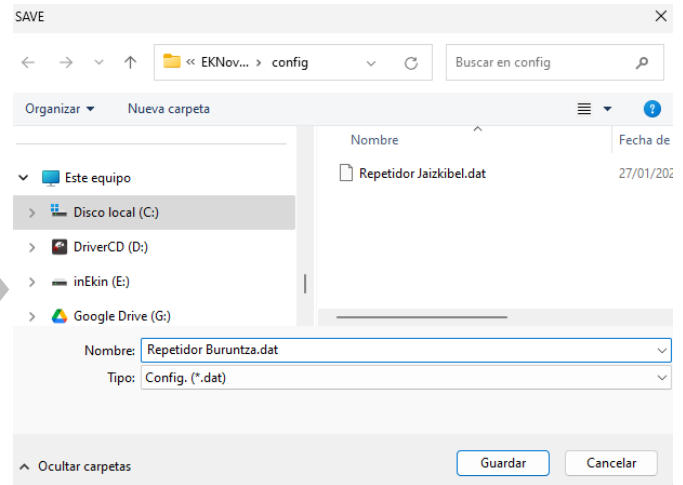 SAVE
« EKNov... › config
Buscar en config
Organizar
Nueva carpeta
?
Nombre
Fecha de
Este equipo
Repetidor Jaizkibel.dat
27/01/202
Disco local (C:)
DriverCD (D:)
inEkin (E:)
Google Drive (G:)
Nombre: Repetidor Buruntza.dat
Tipo: Config. (*.dat)
Ocultar carpetas
Guardar
Cancelar